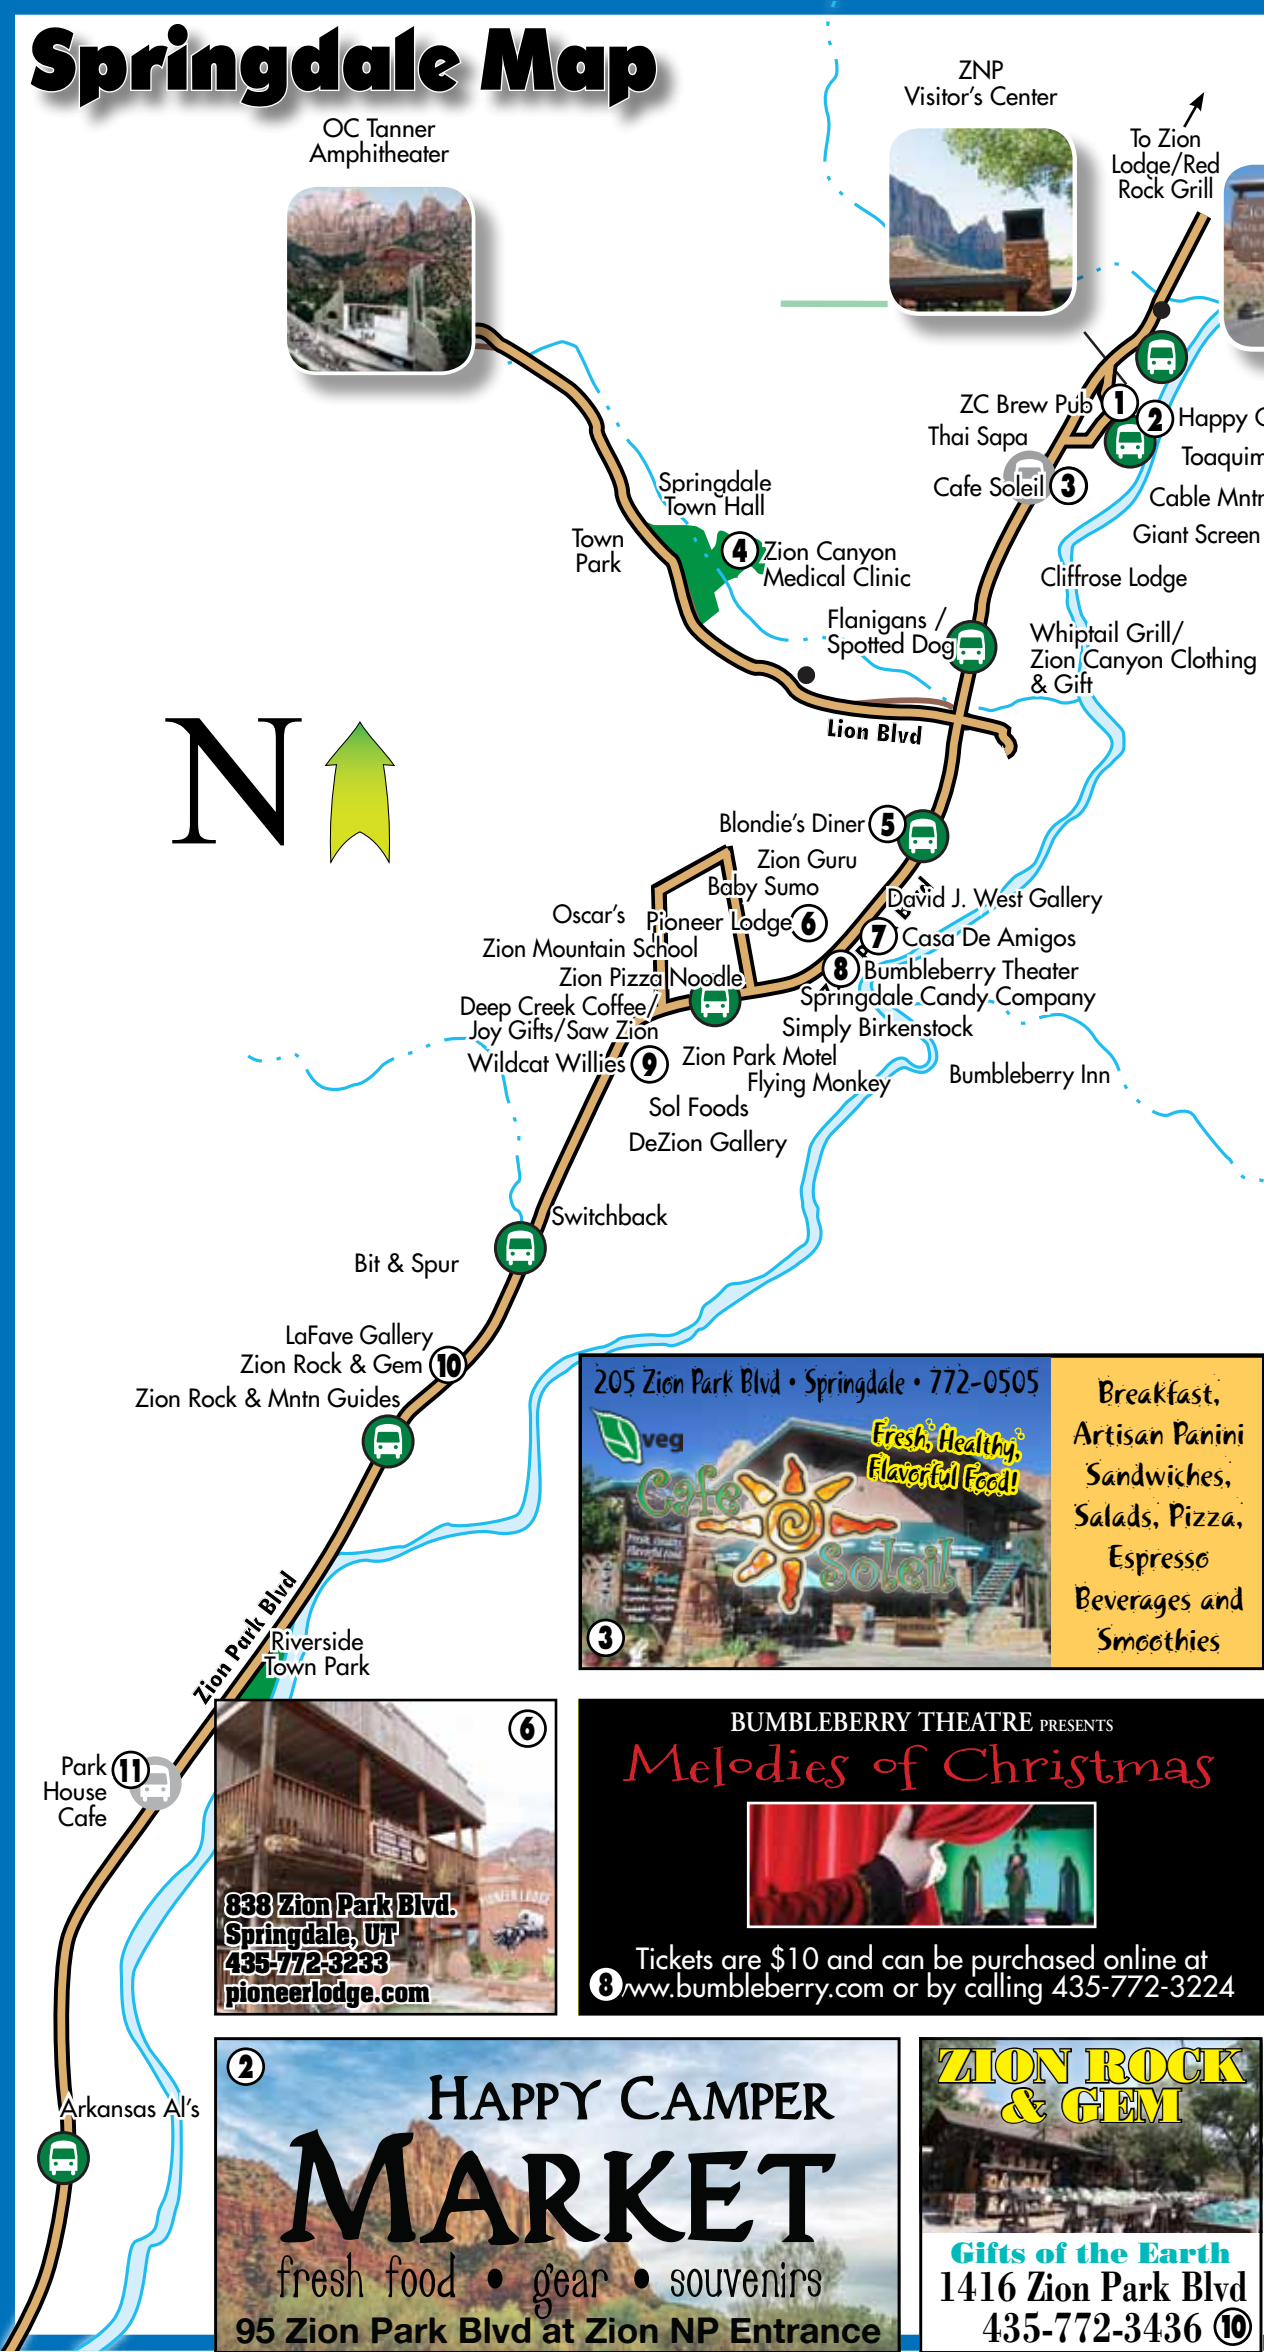 Springdale Map
OC Tanner
Amphitheater
ZNP
Visitor's Center
To Zion
Lodge/Red
Rock Grill
ZC Brew Pub
1
2
Happy C
Thai Sapa
Toaquim
Cafe Soleil
3
Cable Mntn
Giant Screen
Springdale
Town Hall
Town
Park
4
Zion Canyon
Medical Clinic
Cliffrose Lodge
Flanigans /
Spotted Dog
Whiptail Grill/
Zion Canyon Clothing
& Gift
Lion Blvd
N
Blondie's Diner
5
Zion Guru
Baby Sumo
David J. West Gallery
Oscar's
Pioneer Lodge
6
7
Casa De Amigos
Zion Mountain School
8
Bumbleberry Theater
Zion Pizza Noodle
Springdale Candy Company
Deep Creek Coffee/
Joy Gifts/Saw Zion
Simply Birkenstock
Wildcat Willies
9
Zion Park Motel
Flying Monkey
Bumbleberry Inn
Sol Foods
DeZion Gallery
Switchback
Bit & Spur
LaFave Gallery
Zion Rock & Gem
10
Zion Rock & Mntn Guides
Zion Park Blvd
Riverside
Town Park
Park
House
Cafe
11
Arkansas Al's
205 Zion Park Blvd • Springdale • 772-0505
veg
Fresh, Healthy,
Flavorful Food!
Cafe
Soleil
3
Breakfast,
Artisan Panini
Sandwiches,
Salads, Pizza,
Espresso
Beverages and
Smoothies
6
838 Zion Park Blvd.
Springdale, UT
435-772-3233
pioneerlodge.com
BUMBLEBERRY THEATRE PRESENTS
Melodies of Christmas
Tickets are $10 and can be purchased online at
8
www.bumbleberry.com or by calling 435-772-3224
2
HAPPY CAMPER
MARKET
fresh food • gear • souvenirs
95 Zion Park Blvd at Zion NP Entrance
ZION ROCK
& GEM
Gifts of the Earth
1416 Zion Park Blvd
435-772-3436
10